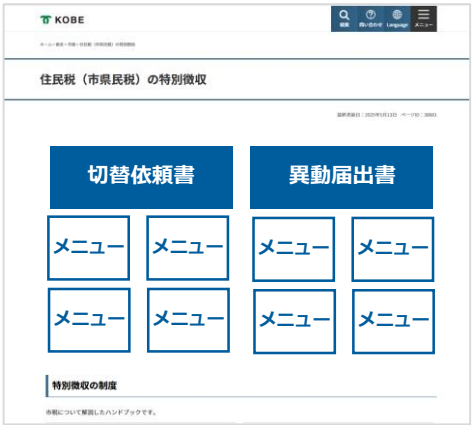 KOBE
検索 問い合わせ Language メニュー
住民税（市県民税）の特別徴収
切替依頼書 異動届出書
メニュー メニュー メニュー メニュー
メニュー メニュー メニュー メニュー
特別徴収の制度
市税について解説したハンドブックです。